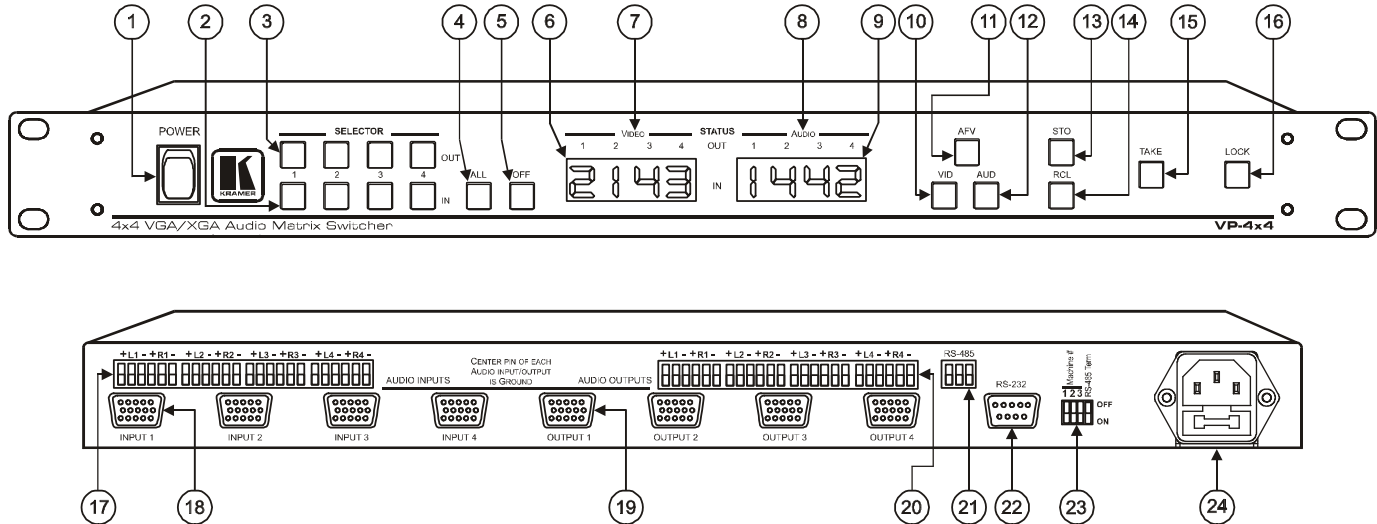 1 2 3 4 5 6 7 8 9 10 11 12 13 14 15 16
POWER
SELECTOR
VIDEO STATUS AUDIO
AFV STO
K
KRAMER
OUT
1 2 3 4 OUT 1 2 3 4
TAKE LOCK
1 2 3 4
ALL OFF
2143 IN 1442
VID AUD RCL
IN
4x4 VGA/XGA Audio Matrix Switcher VP-4x4
+L1- +R1- +L2- +R2- +L3- +R3- +L4- +R4-
CENTER PIN OF EACH
AUDIO INPUT/OUTPUT
IS GROUND
AUDIO INPUTS AUDIO OUTPUTS
+L1- +R1- +L2- +R2- +L3- +R3- +L4- +R4-
RS-485
RS-232
Machine #
RS-485 Term
1 2 3
OFF
ON
INPUT 1 INPUT 2 INPUT 3 INPUT 4 OUTPUT 1 OUTPUT 2 OUTPUT 3 OUTPUT 4
17 18 19 20 21 22 23 24